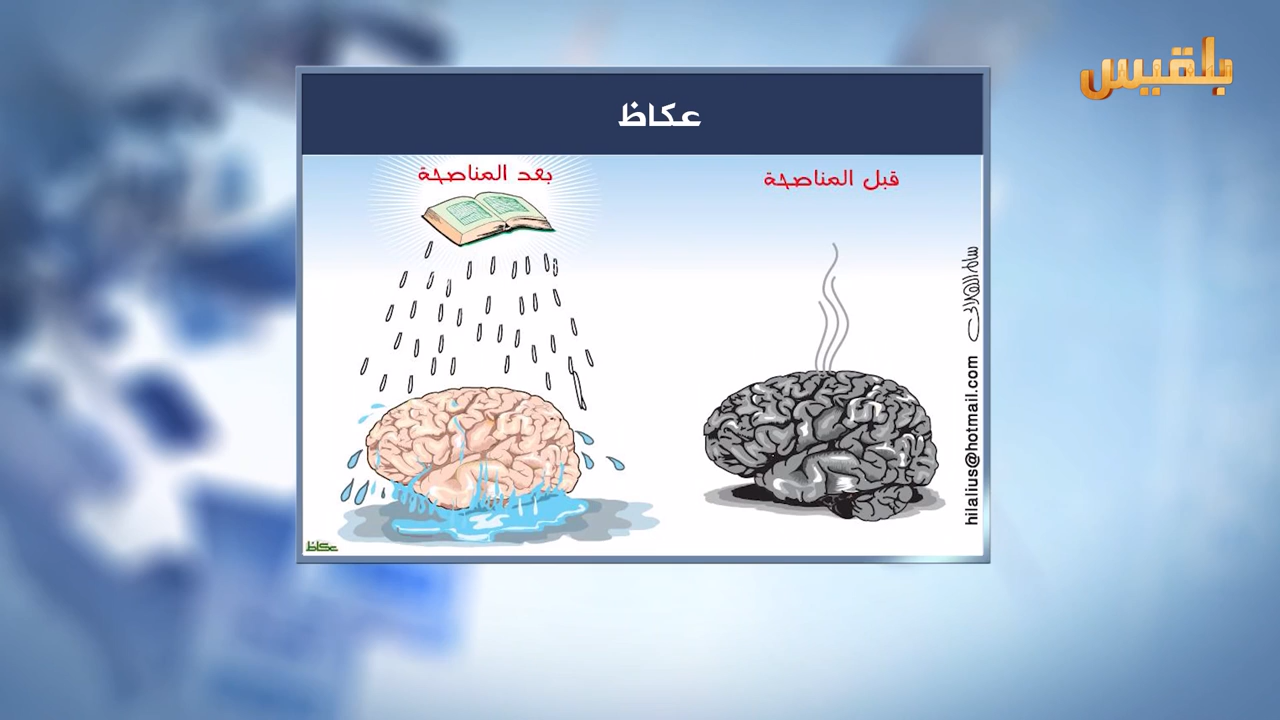 بلقيس
عكاظ
قبل المناصحة
بعد المناصحة
hilalius@hotmail.com
عكاظ